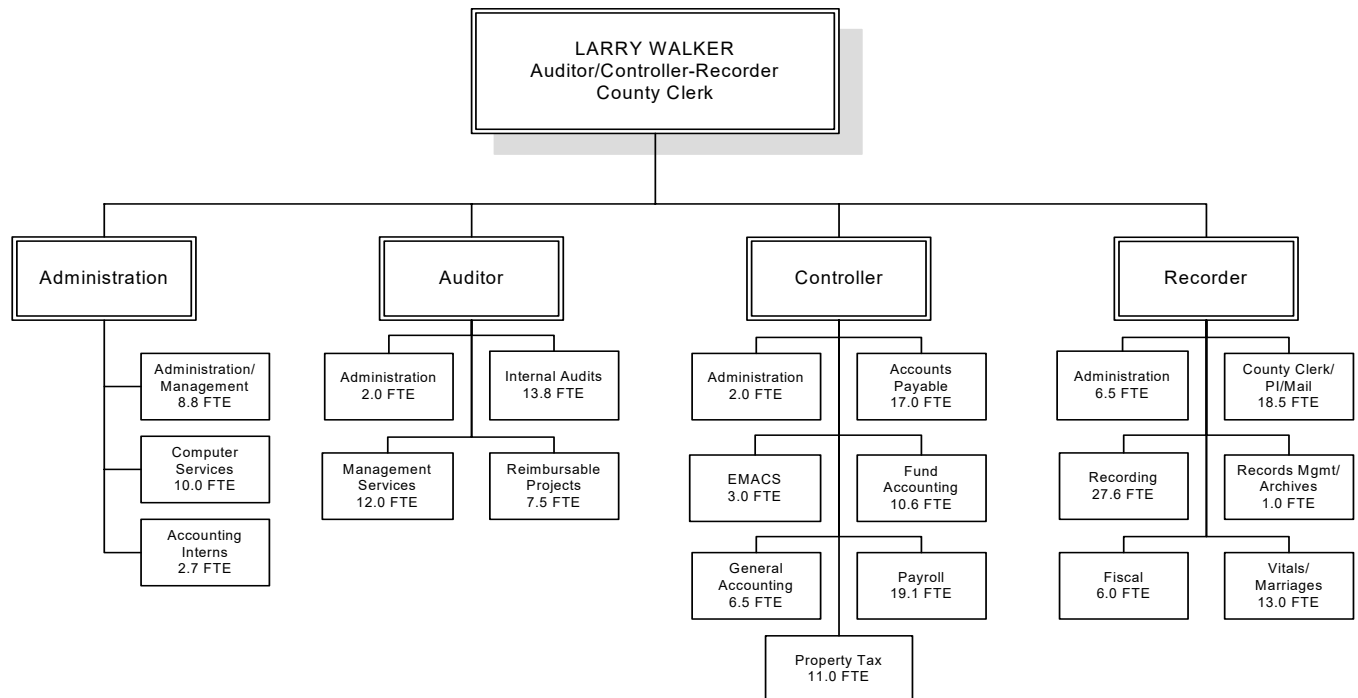 LARRY WALKER
Auditor/Controller-Recorder
County Clerk
Administration
Auditor
Controller
Recorder
Administration/
Management
8.8 FTE
Computer
Services
10.0 FTE
Accounting
Interns
2.7 FTE
Administration
2.0 FTE
Internal Audits
13.8 FTE
Management
Services
12.0 FTE
Reimbursable
Projects
7.5 FTE
Administration
2.0 FTE
Accounts
Payable
17.0 FTE
EMACS
3.0 FTE
Fund
Accounting
10.6 FTE
General
Accounting
6.5 FTE
Payroll
19.1 FTE
Property Tax
11.0 FTE
Administration
6.5 FTE
County Clerk/
PI/Mail
18.5 FTE
Recording
27.6 FTE
Records Mgmt/
Archives
1.0 FTE
Fiscal
6.0 FTE
Vitals/
Marriages
13.0 FTE